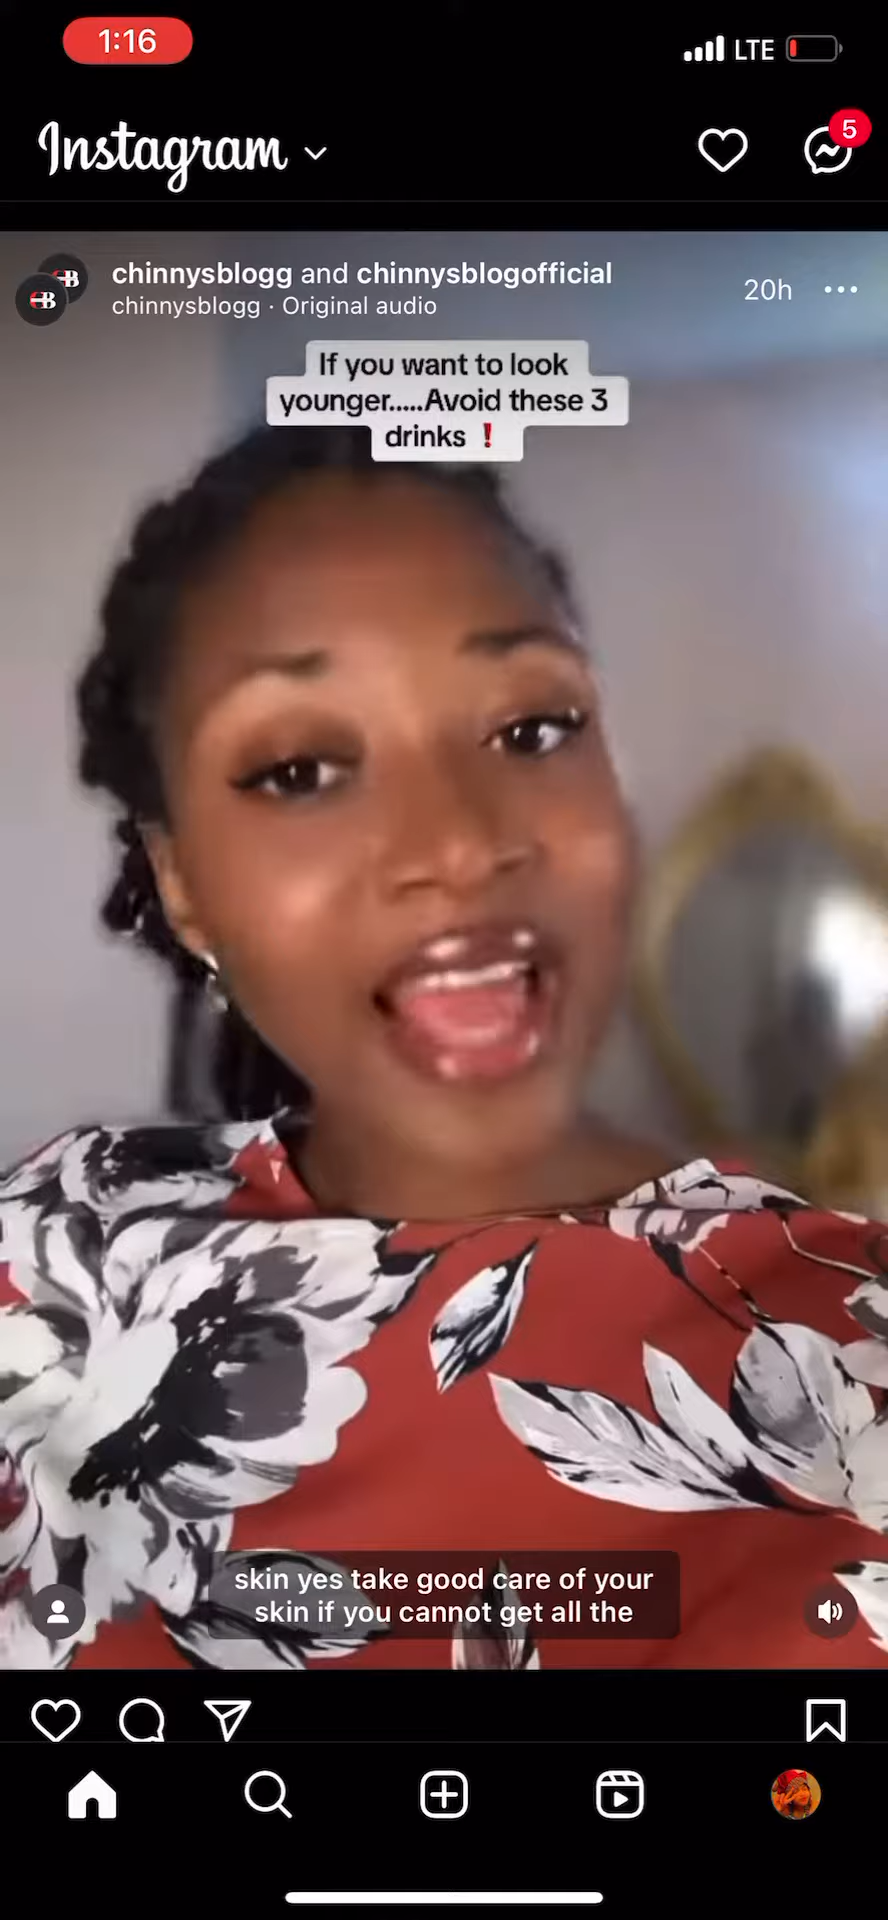 1:16
LTE
Instagram
5
B
B
chinnysblogg and chinnysblogofficial
20h
chinnysblogg · Original audio
If you want to look
younger.....Avoid these 3
drinks ❗
skin yes take good care of your
skin if you cannot get all the